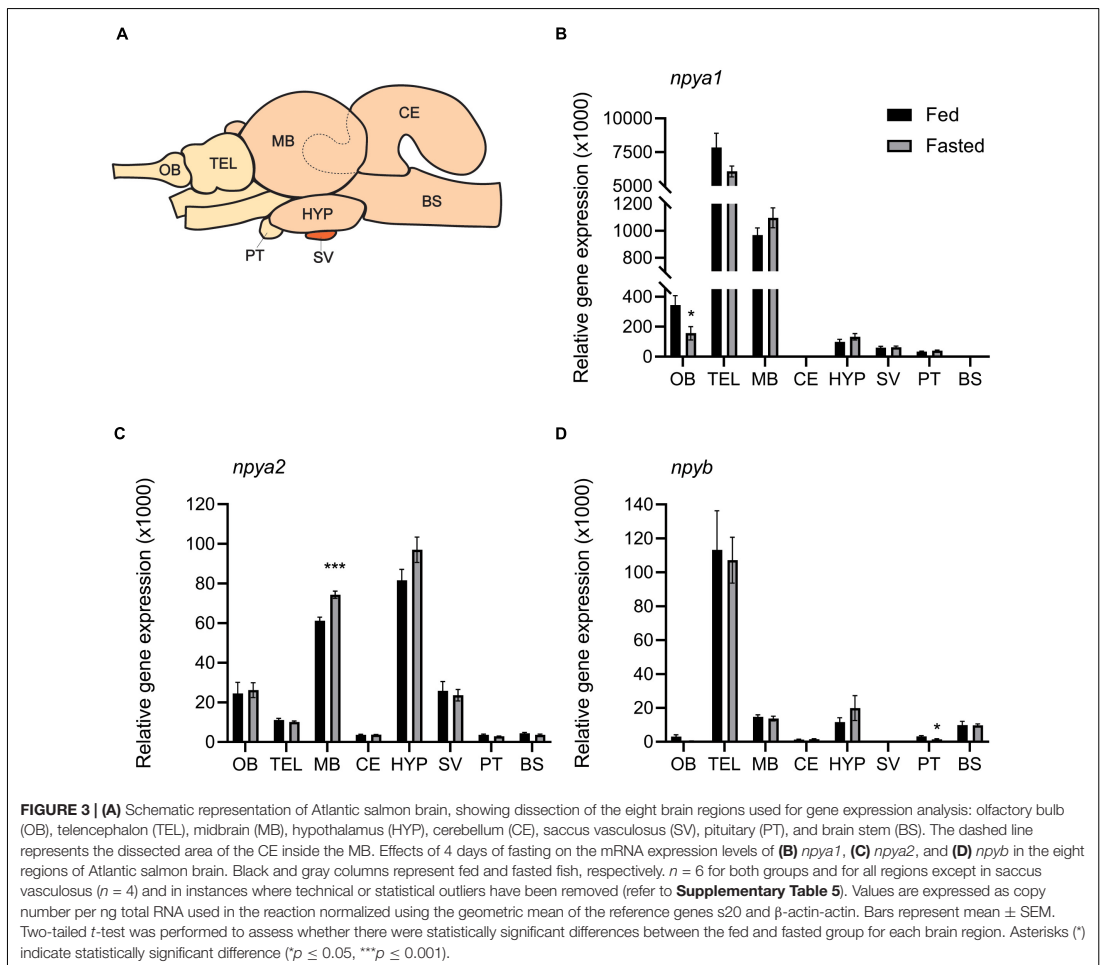 A
OB
TEL
MB
CE
HYP
BS
PT
SV
B
npya1
Fed
Fasted
Relative gene expression (x1000)
10000
7500
5000
1200
1000
800
400
200
0
*
OB TEL MB CE HYP SV PT BS
C
npya2
Relative gene expression (x1000)
120
100
80
60
40
20
0
***
OB TEL MB CE HYP SV PT BS
D
npyb
Relative gene expression (x1000)
140
120
100
80
60
40
20
0
*
OB TEL MB CE HYP SV PT BS
FIGURE 3 | (A) Schematic representation of Atlantic salmon brain, showing dissection of the eight brain regions used for gene expression analysis: olfactory bulb
(OB), telencephalon (TEL), midbrain (MB), hypothalamus (HYP), cerebellum (CE), saccus vasculosus (SV), pituitary (PT), and brain stem (BS). The dashed line
represents the dissected area of the CE inside the MB. Effects of 4 days of fasting on the mRNA expression levels of (B) npya1, (C) npya2, and (D) npyb in the eight
regions of Atlantic salmon brain. Black and gray columns represent fed and fasted fish, respectively. n = 6 for both groups and for all regions except in saccus
vasculosus (n = 4) and in instances where technical or statistical outliers have been removed (refer to Supplementary Table 5). Values are expressed as copy
number per ng total RNA used in the reaction normalized using the geometric mean of the reference genes s20 and β-actin-actin. Bars represent mean ± SEM.
Two-tailed t-test was performed to assess whether there were statistically significant differences between the fed and fasted group for each brain region. Asterisks (*)
indicate statistically significant difference (*p ≤ 0.05, ***p ≤ 0.001).